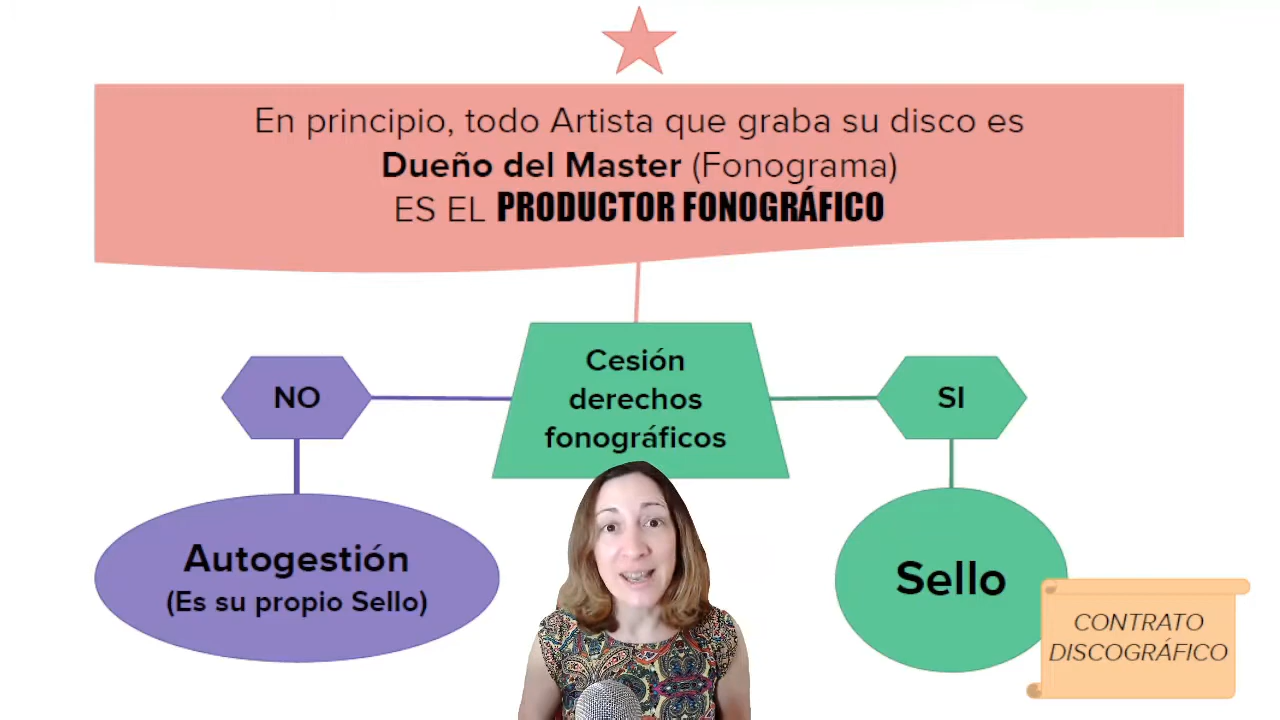 En principio, todo Artista que graba su disco es
Dueño del Master (Fonograma)
ES EL PRODUCTOR FONOGRÁFICO
Cesión
derechos
fonográficos
NO
SI
Autogestión
(Es su propio Sello)
Sello
CONTRATO
DISCOGRÁFICO